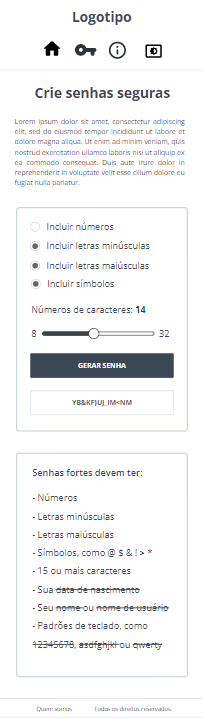 Logotipo
Crie senhas seguras
Lorem ipsum dolor sit amet, consectetur adipiscing
elit, sed do eiusmod tempor incididunt ut labore et
dolore magna aliqua. Ut enim ad minim veniam, quis
nostrud exercitation ullamco laboris nisi ut aliquip ex
ea commodo consequat. Duis aute irure dolor in
reprehenderit in voluptate velit esse cillum dolore eu
fugiat nulla pariatur.
Incluir números
Incluir letras minúsculas
Incluir letras maiúsculas
Incluir símbolos
Números de caracteres: 14
8 32
GERAR SENHA
YB&KF)UJ_IM<NM
Senhas fortes devem ter:
- Números
- Letras minúsculas
- Letras maiúsculas
- Símbolos, como @ $ & ! > *
- 15 ou mais caracteres
- Sua data de nascimento
- Seu nome ou nome de usuário
- Padrões de teclado, como
12345678, asdfghjkl ou qwerty
Quem somos Todos os direitos reservados.